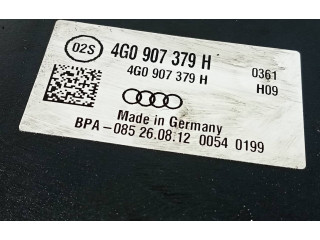 02S 4G0 907 379 H
4G0 907 379 H 0361
H09
Made in Germany
BPA-085 26.08.12 0054 0199